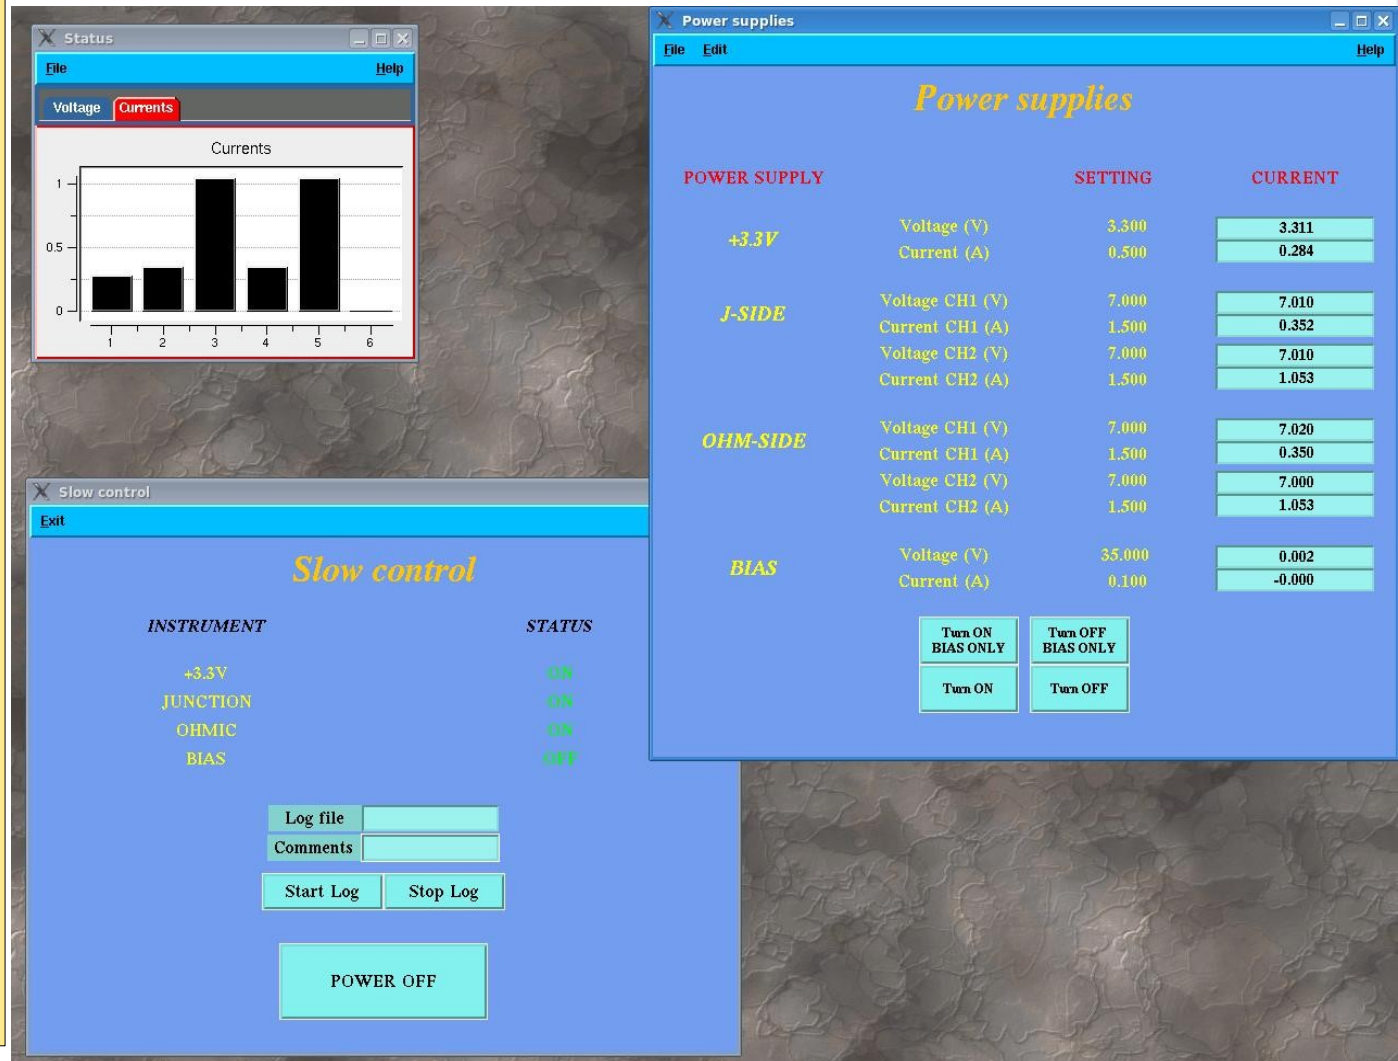 Status
File Help
Voltage Currents
Currents
1
0.5
0
1 2 3 4 5 6
Power supplies
File Edit Help
Power supplies
POWER SUPPLY SETTING CURRENT
+3.3V
Voltage (V) 3.300 3.311
Current (A) 0.500 0.284
J-SIDE
Voltage CH1 (V) 7.000 7.010
Current CH1 (A) 1.500 0.352
Voltage CH2 (V) 7.000 7.010
Current CH2 (A) 1.500 1.053
OHM-SIDE
Voltage CH1 (V) 7.000 7.020
Current CH1 (A) 1.500 0.350
Voltage CH2 (V) 7.000 7.000
Current CH2 (A) 1.500 1.053
BIAS
Voltage (V) 35.000 0.002
Current (A) 0.100 -0.000
Turn ON BIAS ONLY
Turn OFF BIAS ONLY
Turn ON Turn OFF
Slow control
Exit
Slow control
INSTRUMENT STATUS
+3.3V ON
JUNCTION ON
OHMIC ON
BIAS OFF
Log file
Comments
Start Log Stop Log
POWER OFF